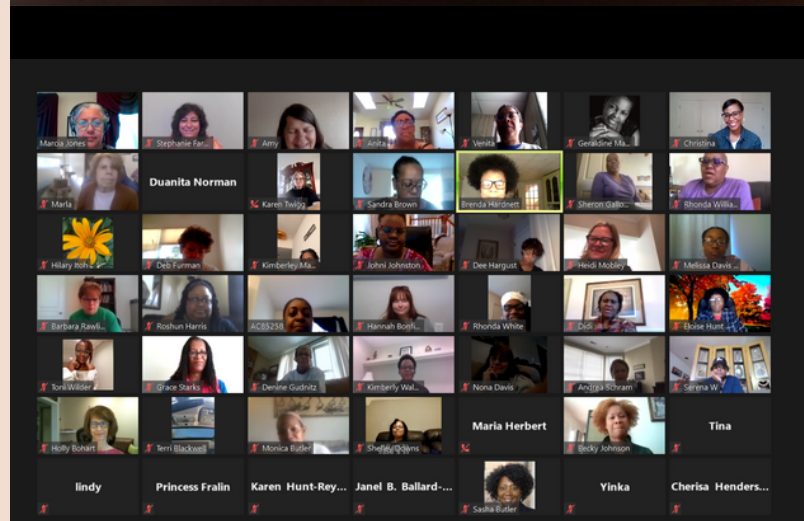 Marcia Jones
Stephanie Far...
Amy
Anita
Venita
Geraldine Ma...
Christina
Marla
Duanita Norman
Karen Twigg
Sandra Brown
Brenda Hardnett
Sheron Gallo...
Rhonda Willia...
Hilary Itoh
Deb Furman
Kimberley Ma...
Johni Johnston
Dee Hargust
Heidi Mobley
Melissa Davis ...
Barbara Rawli...
Roshun Harris
AC85258
Hannah Bonfi...
Rhonda White
Didi
Eloise Hunt
Toni Wilder
Grace Starks
Denine Gudnitz
Kimberly Wal...
Nona Davis
Andrea Schram
Serena W
Holly Bohart
Terri Blackwell
Monica Butler
Shelley Downs
Maria Herbert
Becky Johnson
Tina
lindy
Princess Fralin
Karen Hunt-Rey...
Janel B. Ballard-...
Sasha Butler
Yinka
Cherisa Henders...